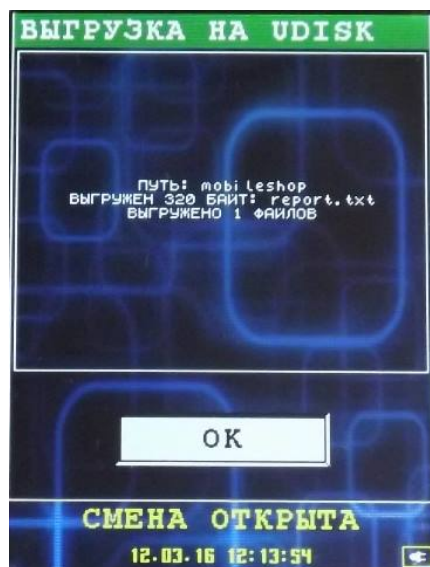 ВЫГРУЗКА НА UDISK
ПУТЬ: mobileshop
ВЫГРУЖЕН 320 БАЙТ: report.txt
ВЫГРУЖЕНО 1 ФАЙЛОВ
OK
СМЕНА ОТКРЫТА
12.03.16 12:13:54